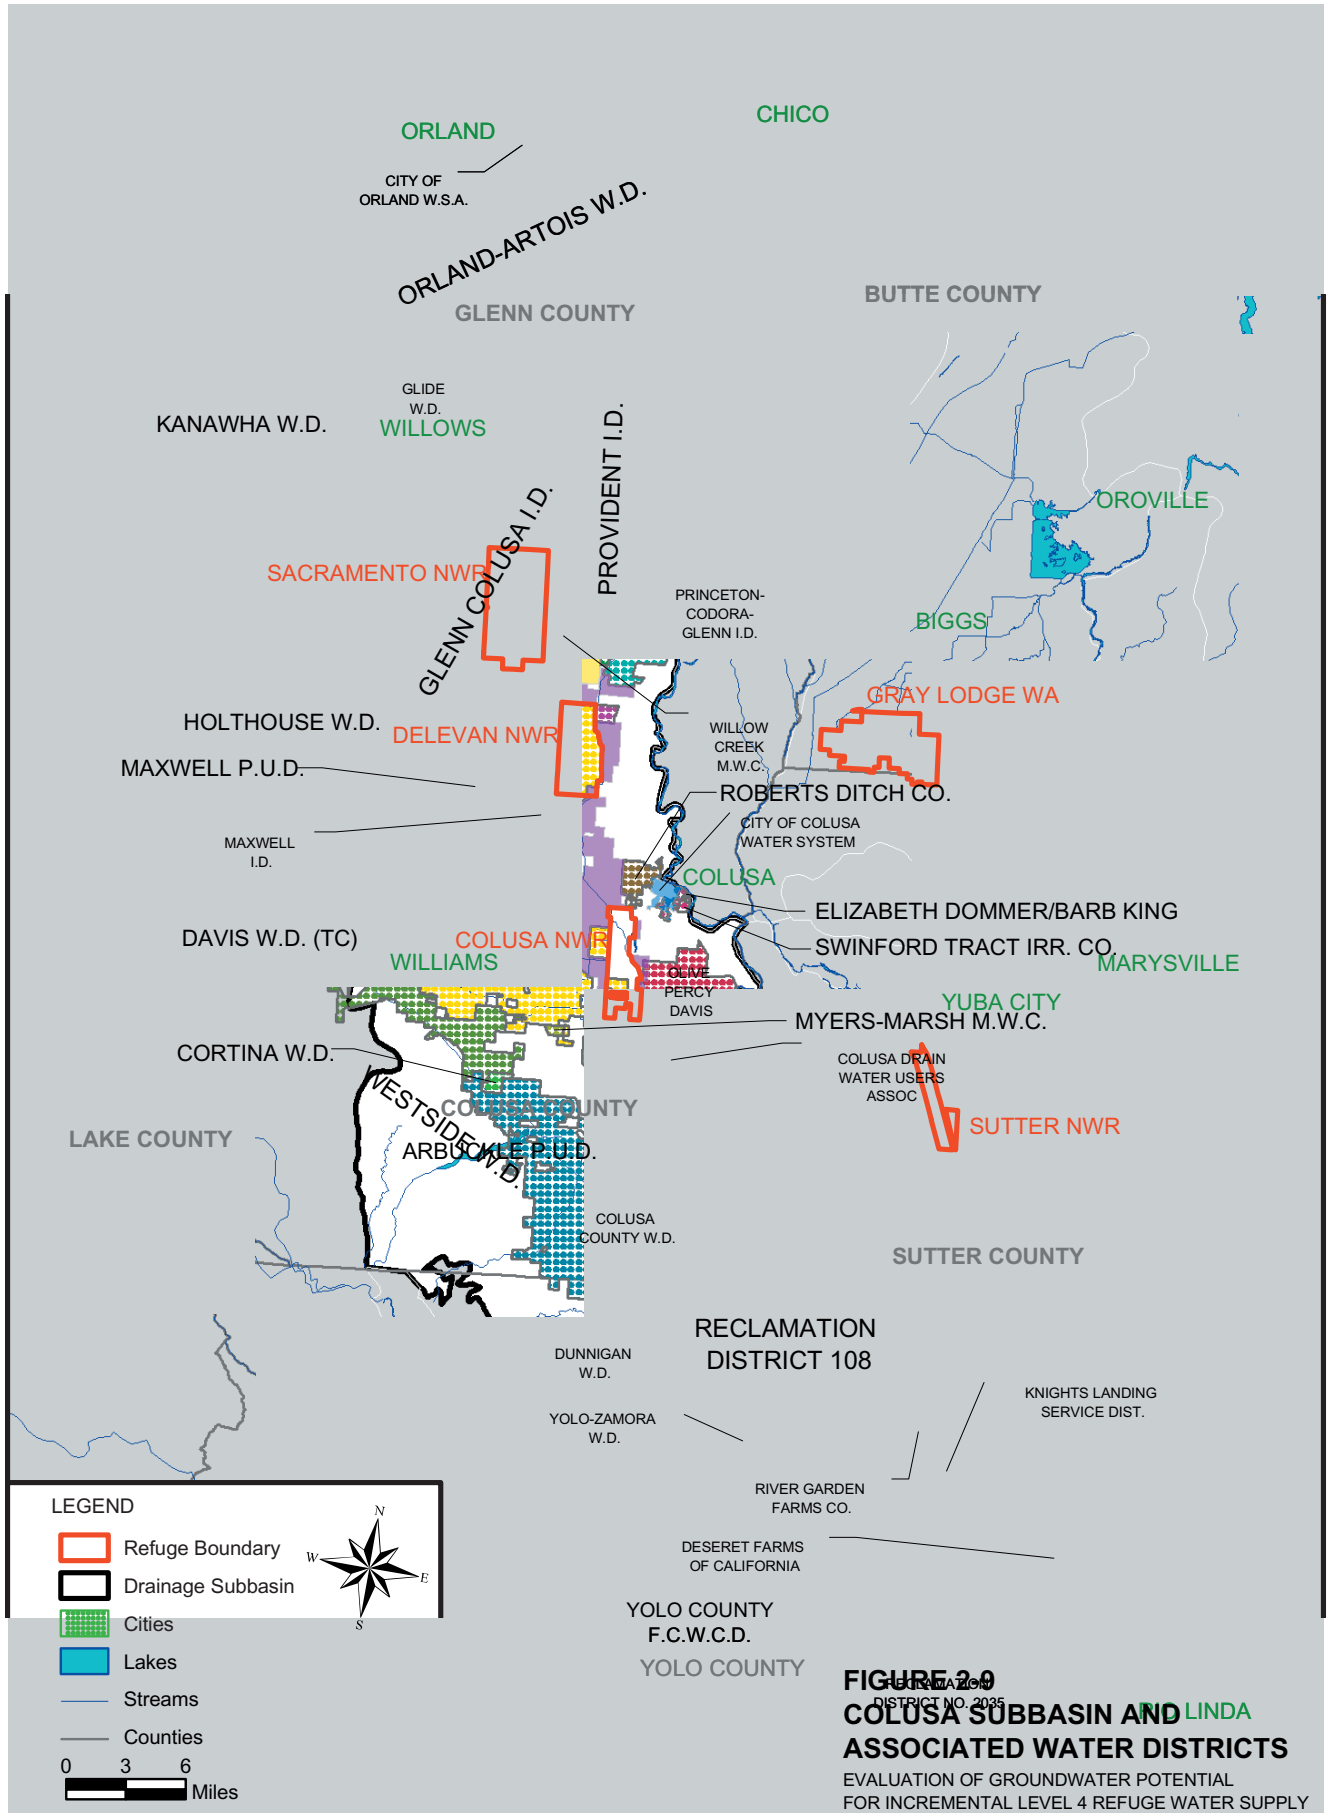 CHICO
ORLAND
CITY OF
ORLAND W.S.A.
ORLAND-ARTOIS W.D.
BUTTE COUNTY
GLENN COUNTY
GLIDE
W.D.
KANAWHA W.D.
WILLOWS
PROVIDENT I.D.
OROVILLE
GLENN COLUSA I.D.
SACRAMENTO NWR
PRINCETON-
CODORA-
GLENN I.D.
BIGGS
GRAY LODGE WA
HOLTHOUSE W.D.
DELEVAN NWR
WILLOW
CREEK
M.W.C.
MAXWELL P.U.D.
ROBERTS DITCH CO.
CITY OF COLUSA
WATER SYSTEM
MAXWELL
I.D.
COLUSA
ELIZABETH DOMMER/BARB KING
DAVIS W.D. (TC)
COLUSA NWR
SWINFORD TRACT IRR. CO.
WILLIAMS
MARYSVILLE
OLIVE
PERCY
DAVIS
YUBA CITY
MYERS-MARSH M.W.C.
CORTINA W.D.
COLUSA DRAIN
WATER USERS
ASSOC
WESTSIDE W.D.
COLUSA COUNTY
SUTTER NWR
LAKE COUNTY
ARBUCKLE P.U.D.
COLUSA
COUNTY W.D.
SUTTER COUNTY
RECLAMATION
DISTRICT 108
DUNNIGAN
W.D.
KNIGHTS LANDING
SERVICE DIST.
YOLO-ZAMORA
W.D.
RIVER GARDEN
FARMS CO.
DESERET FARMS
OF CALIFORNIA
YOLO COUNTY
F.C.W.C.D.
YOLO COUNTY
RECLAMATION
DISTRICT NO. 2035
RIO LINDA
LEGEND
Refuge Boundary
Drainage Subbasin
Cities
Lakes
Streams
Counties
0 3 6
Miles
N
W
E
S
FIGURE 2-9
COLUSA SUBBASIN AND
ASSOCIATED WATER DISTRICTS
EVALUATION OF GROUNDWATER POTENTIAL
FOR INCREMENTAL LEVEL 4 REFUGE WATER SUPPLY